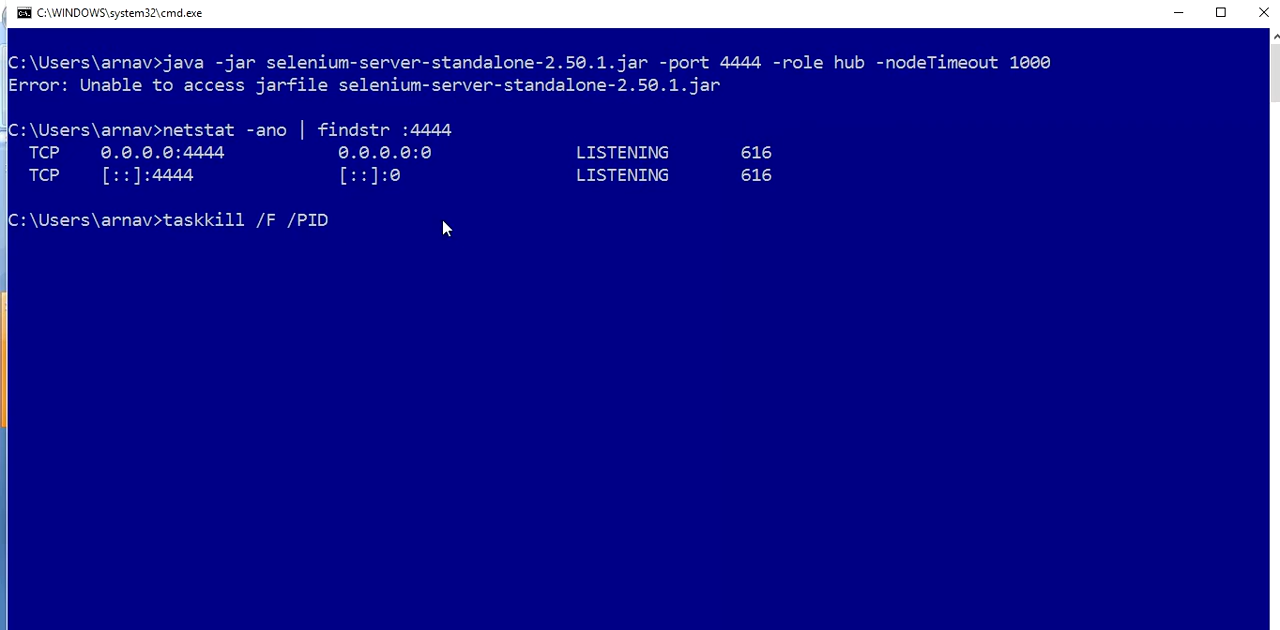 C:\WINDOWS\system32\cmd.exe
C:\Users\arnav>java -jar selenium-server-standalone-2.50.1.jar -port 4444 -role hub -nodeTimeout 1000
Error: Unable to access jarfile selenium-server-standalone-2.50.1.jar
C:\Users\arnav>netstat -ano | findstr :4444
TCP 0.0.0.0:4444 0.0.0.0:0 LISTENING 616
TCP [::]:4444 [::]:0 LISTENING 616
C:\Users\arnav>taskkill /F /PID